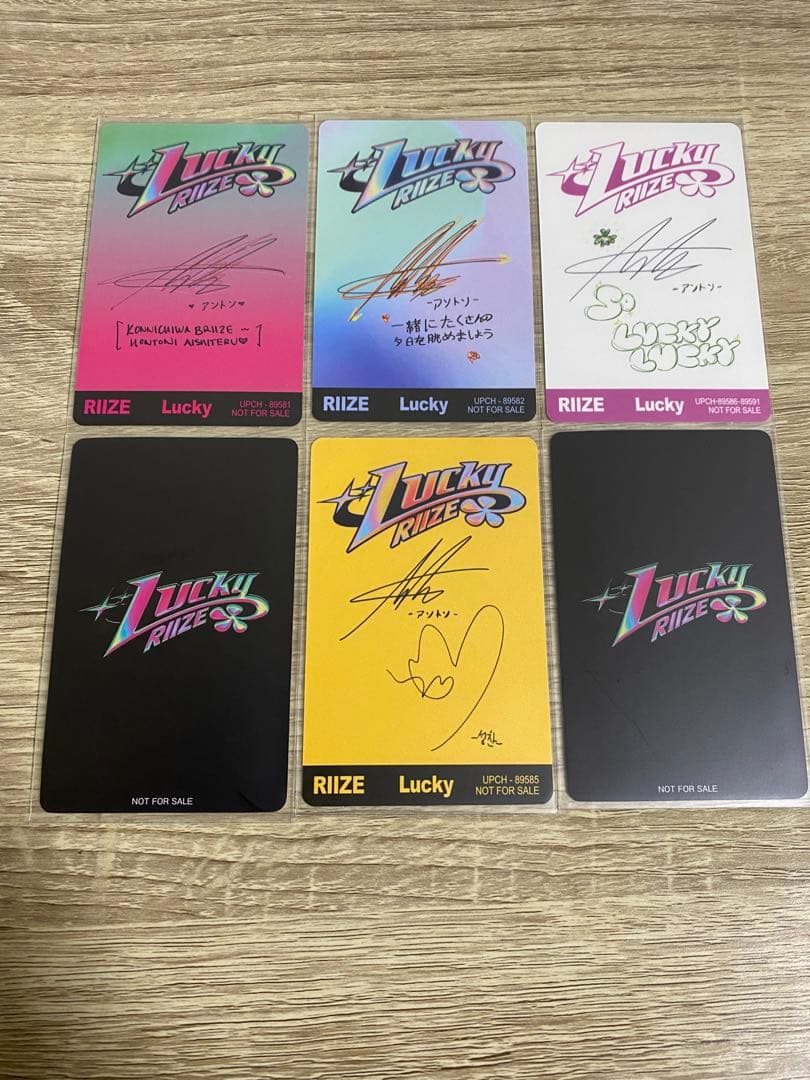 Lucky
RIIZE
アントン
[KONNICHIWA BRIIZE ~
HONTONI AISHITERU♥]
RIIZE Lucky UPCH - 89581
NOT FOR SALE
Lucky
RIIZE
-アントン-
一緒にたくさんの
夕日を眺めましょう
RIIZE Lucky UPCH - 89582
NOT FOR SALE
Lucky
RIIZE
-アントン-
So
LUCKY
LUCKY
RIIZE Lucky UPCH-89586-89591
NOT FOR SALE
Lucky
RIIZE
NOT FOR SALE
Lucky
RIIZE
-アントン-
-성찬-
RIIZE Lucky UPCH - 89585
NOT FOR SALE
Lucky
RIIZE
NOT FOR SALE